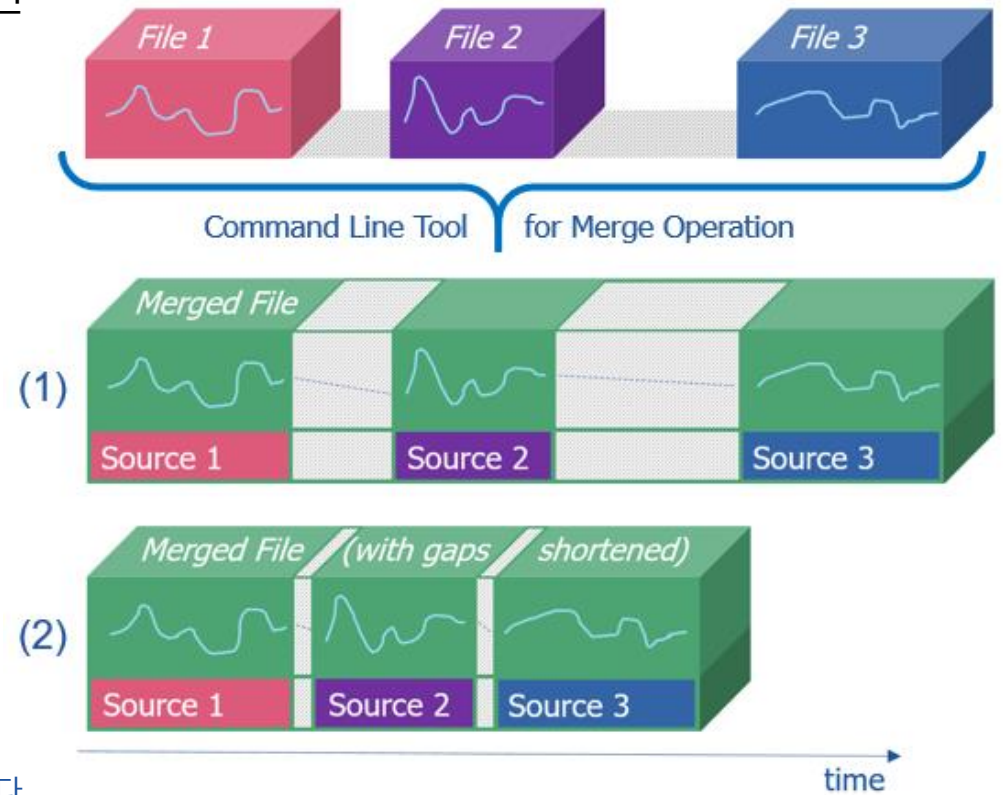 File 1 File 2 File 3
Command Line Tool for Merge Operation
Merged File
(1)
Source 1 Source 2 Source 3
Merged File (with gaps shortened)
(2)
Source 1 Source 2 Source 3
time